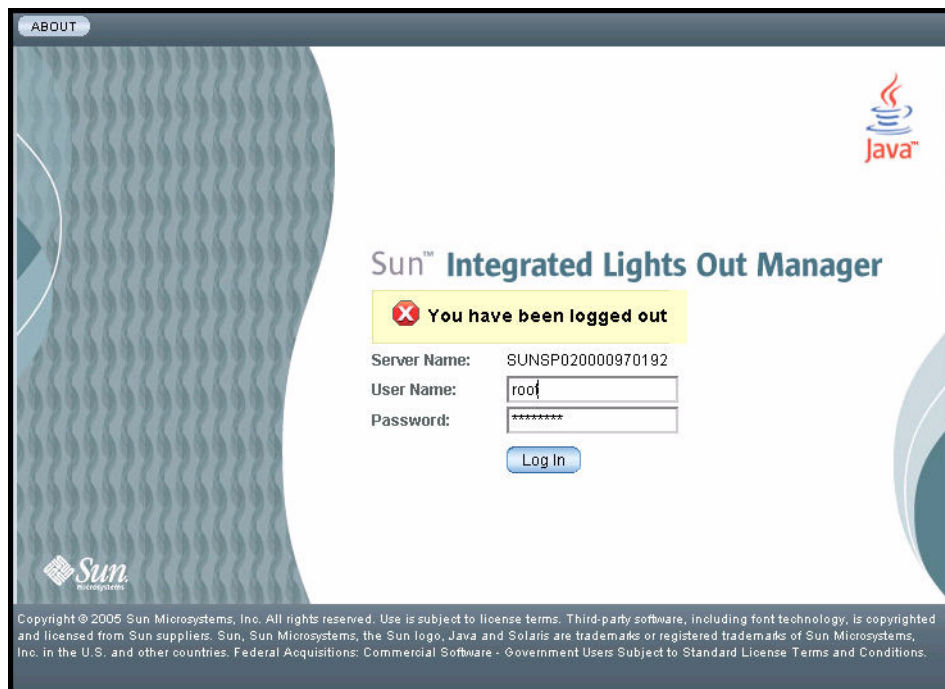 ABOUT
Java™
Sun™ Integrated Lights Out Manager
You have been logged out
Server Name: SUNSP020000970192
User Name: root
Password: ********
Log In
Sun.
microsystems
Copyright © 2005 Sun Microsystems, Inc. All rights reserved. Use is subject to license terms. Third-party software, including font technology, is copyrighted
and licensed from Sun suppliers. Sun, Sun Microsystems, the Sun logo, Java and Solaris are trademarks or registered trademarks of Sun Microsystems,
Inc. in the U.S. and other countries. Federal Acquisitions: Commercial Software - Government Users Subject to Standard License Terms and Conditions.